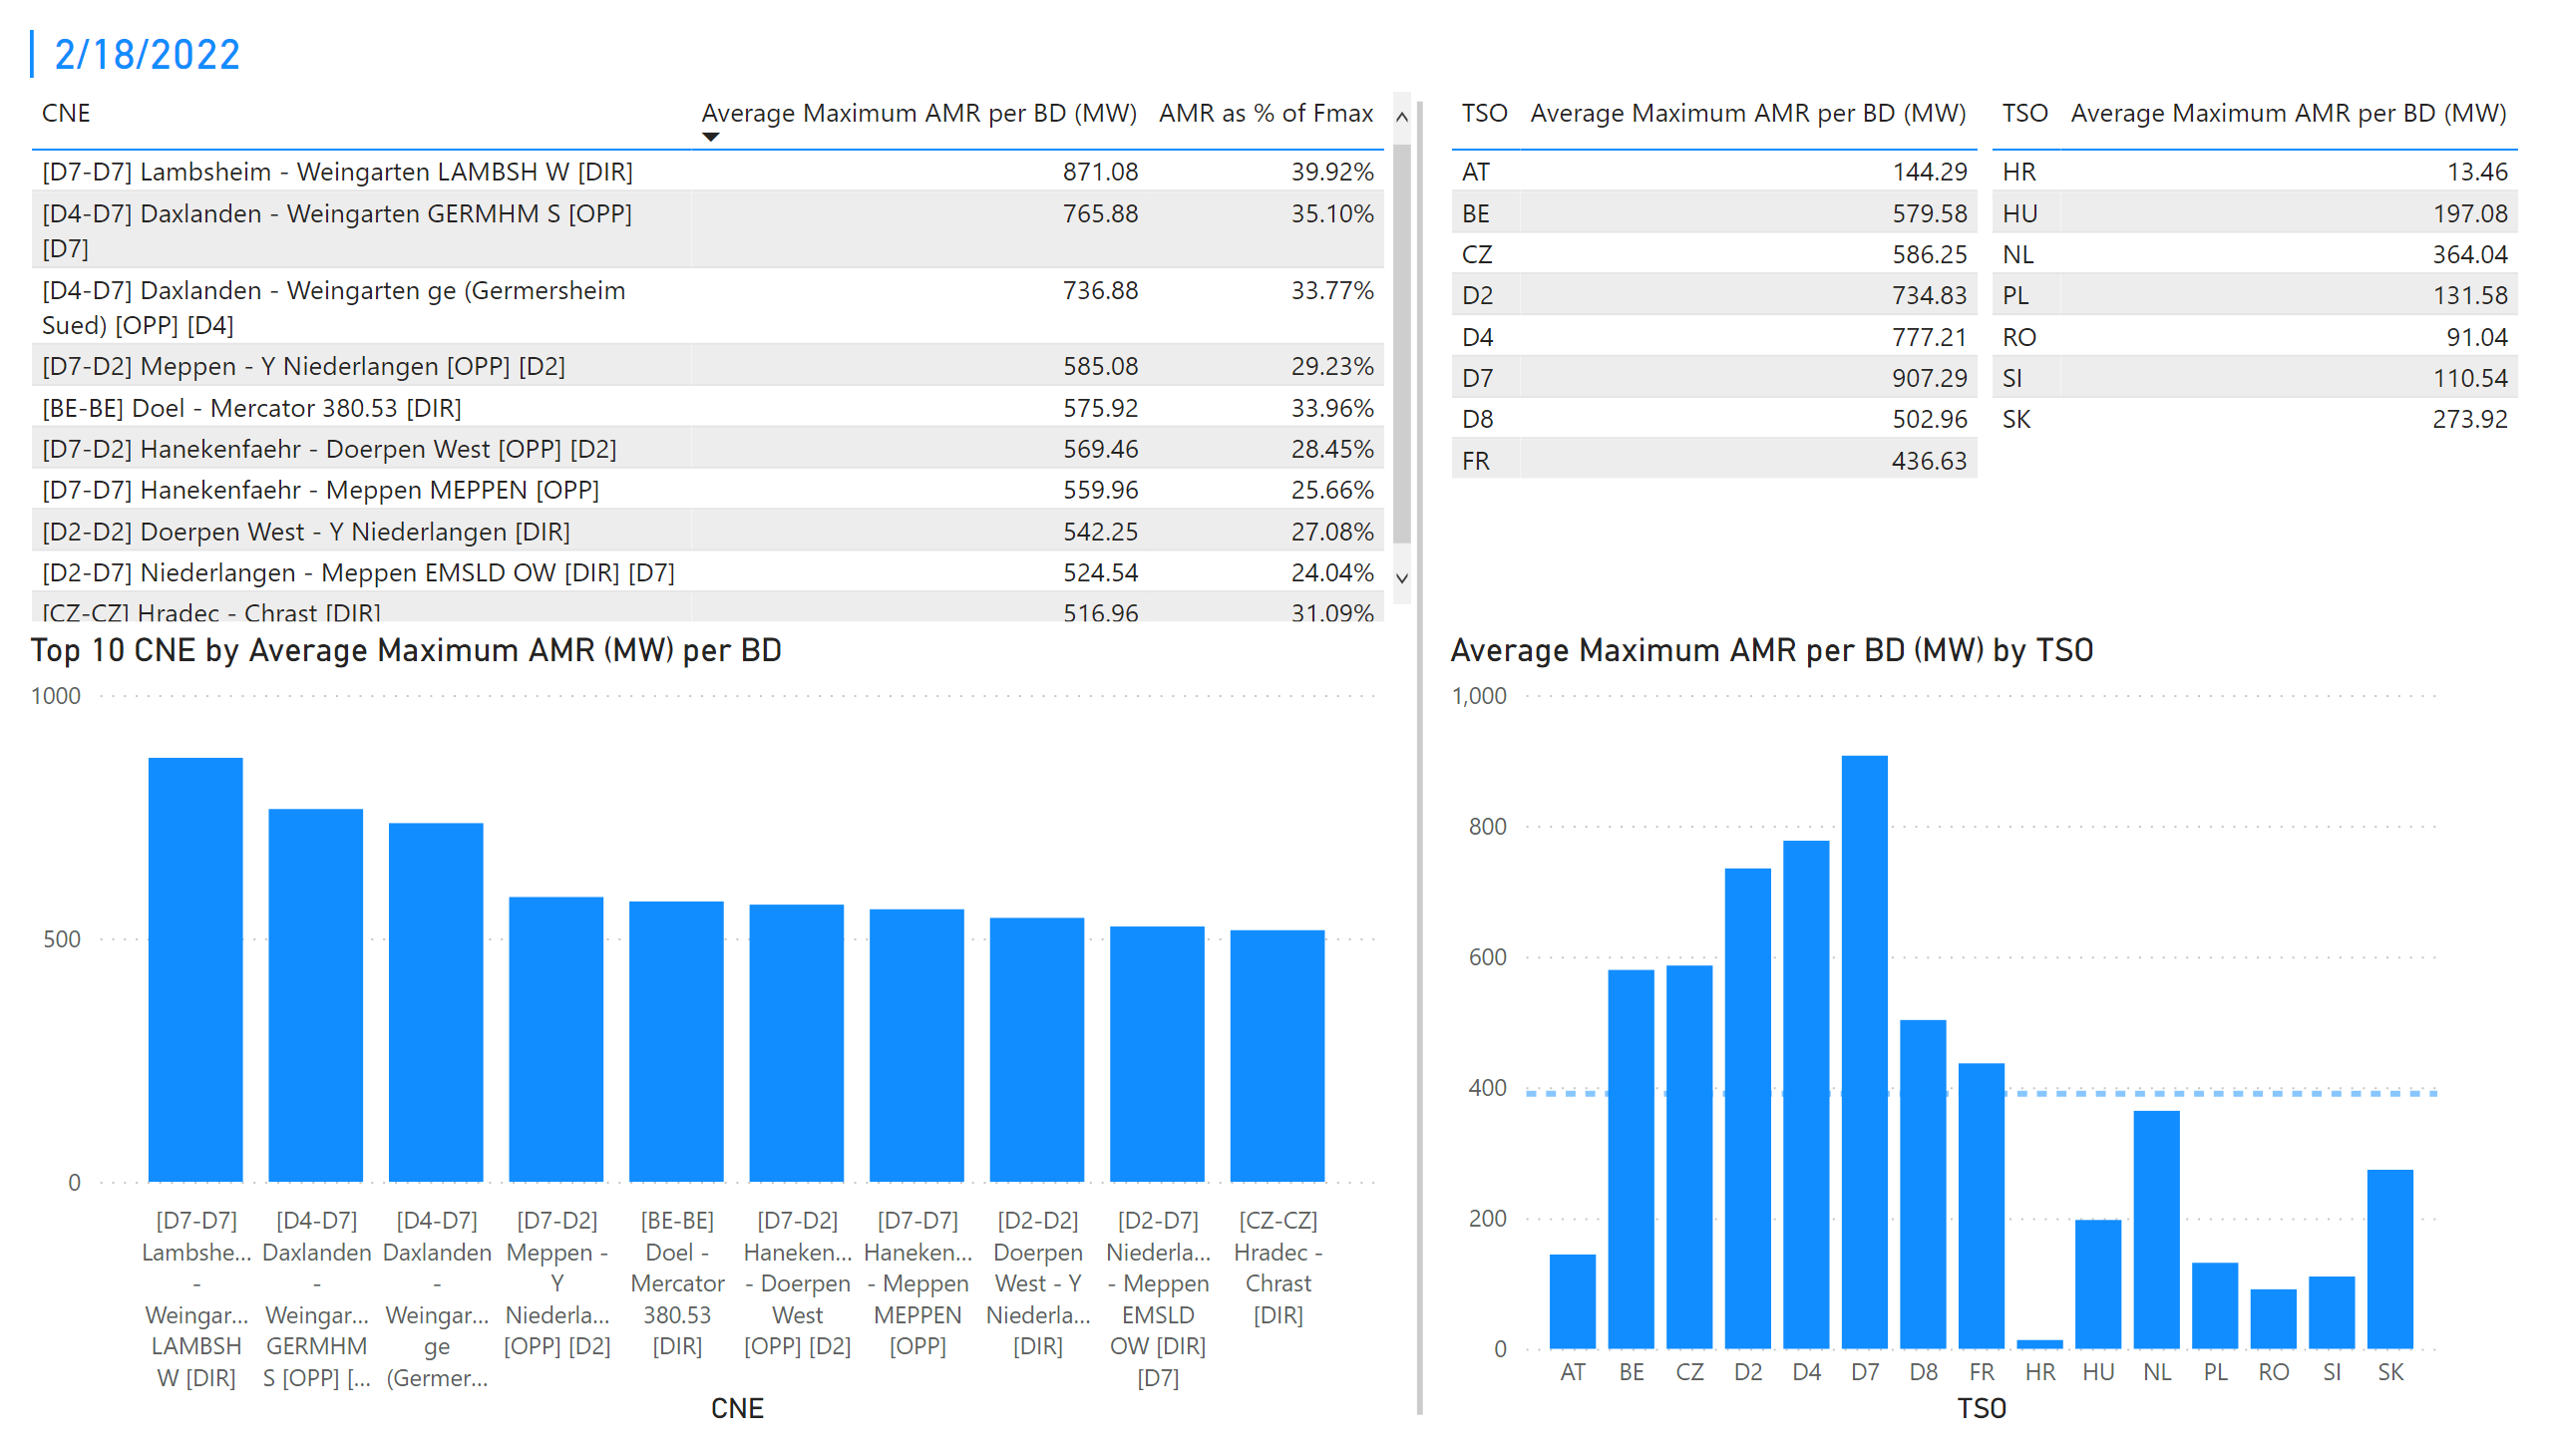 2/18/2022
CNE Average Maximum AMR per BD (MW) AMR as % of Fmax
[D7-D7] Lambsheim - Weingarten LAMBSH W [DIR] 871.08 39.92%
[D4-D7] Daxlanden - Weingarten GERMHM S [OPP] 765.88 35.10%
[D7]
[D4-D7] Daxlanden - Weingarten ge (Germersheim 736.88 33.77%
Sued) [OPP] [D4]
[D7-D2] Meppen - Y Niederlangen [OPP] [D2] 585.08 29.23%
[BE-BE] Doel - Mercator 380.53 [DIR] 575.92 33.96%
[D7-D2] Hanekenfaehr - Doerpen West [OPP] [D2] 569.46 28.45%
[D7-D7] Hanekenfaehr - Meppen MEPPEN [OPP] 559.96 25.66%
[D2-D2] Doerpen West - Y Niederlangen [DIR] 542.25 27.08%
[D2-D7] Niederlangen - Meppen EMSLD OW [DIR] [D7] 524.54 24.04%
[CZ-CZ] Hradec - Chrast [DIR] 516.96 31.09%
TSO Average Maximum AMR per BD (MW)
AT 144.29
BE 579.58
CZ 586.25
D2 734.83
D4 777.21
D7 907.29
D8 502.96
FR 436.63
TSO Average Maximum AMR per BD (MW)
HR 13.46
HU 197.08
NL 364.04
PL 131.58
RO 91.04
SI 110.54
SK 273.92
Top 10 CNE by Average Maximum AMR (MW) per BD
1000
500
0
[D7-D7]
Lambshe...
-
Weingar...
LAMBSH
W [DIR]
[D4-D7]
Daxlanden
-
Weingar...
GERMHM
S [OPP] [...
[D4-D7]
Daxlanden
-
Weingar...
ge
(Germer...
[D7-D2]
Meppen -
Y
Niederla...
[OPP] [D2]
[BE-BE]
Doel -
Mercator
380.53
[DIR]
[D7-D2]
Haneken...
- Doerpen
West
[OPP] [D2]
[D7-D7]
Haneken...
- Meppen
MEPPEN
[OPP]
[D2-D2]
Doerpen
West - Y
Niederla...
[DIR]
[D2-D7]
Niederla...
- Meppen
EMSLD
OW [DIR]
[D7]
[CZ-CZ]
Hradec -
Chrast
[DIR]
CNE
Average Maximum AMR per BD (MW) by TSO
1,000
800
600
400
200
0
AT BE CZ D2 D4 D7 D8 FR HR HU NL PL RO SI SK
TSO